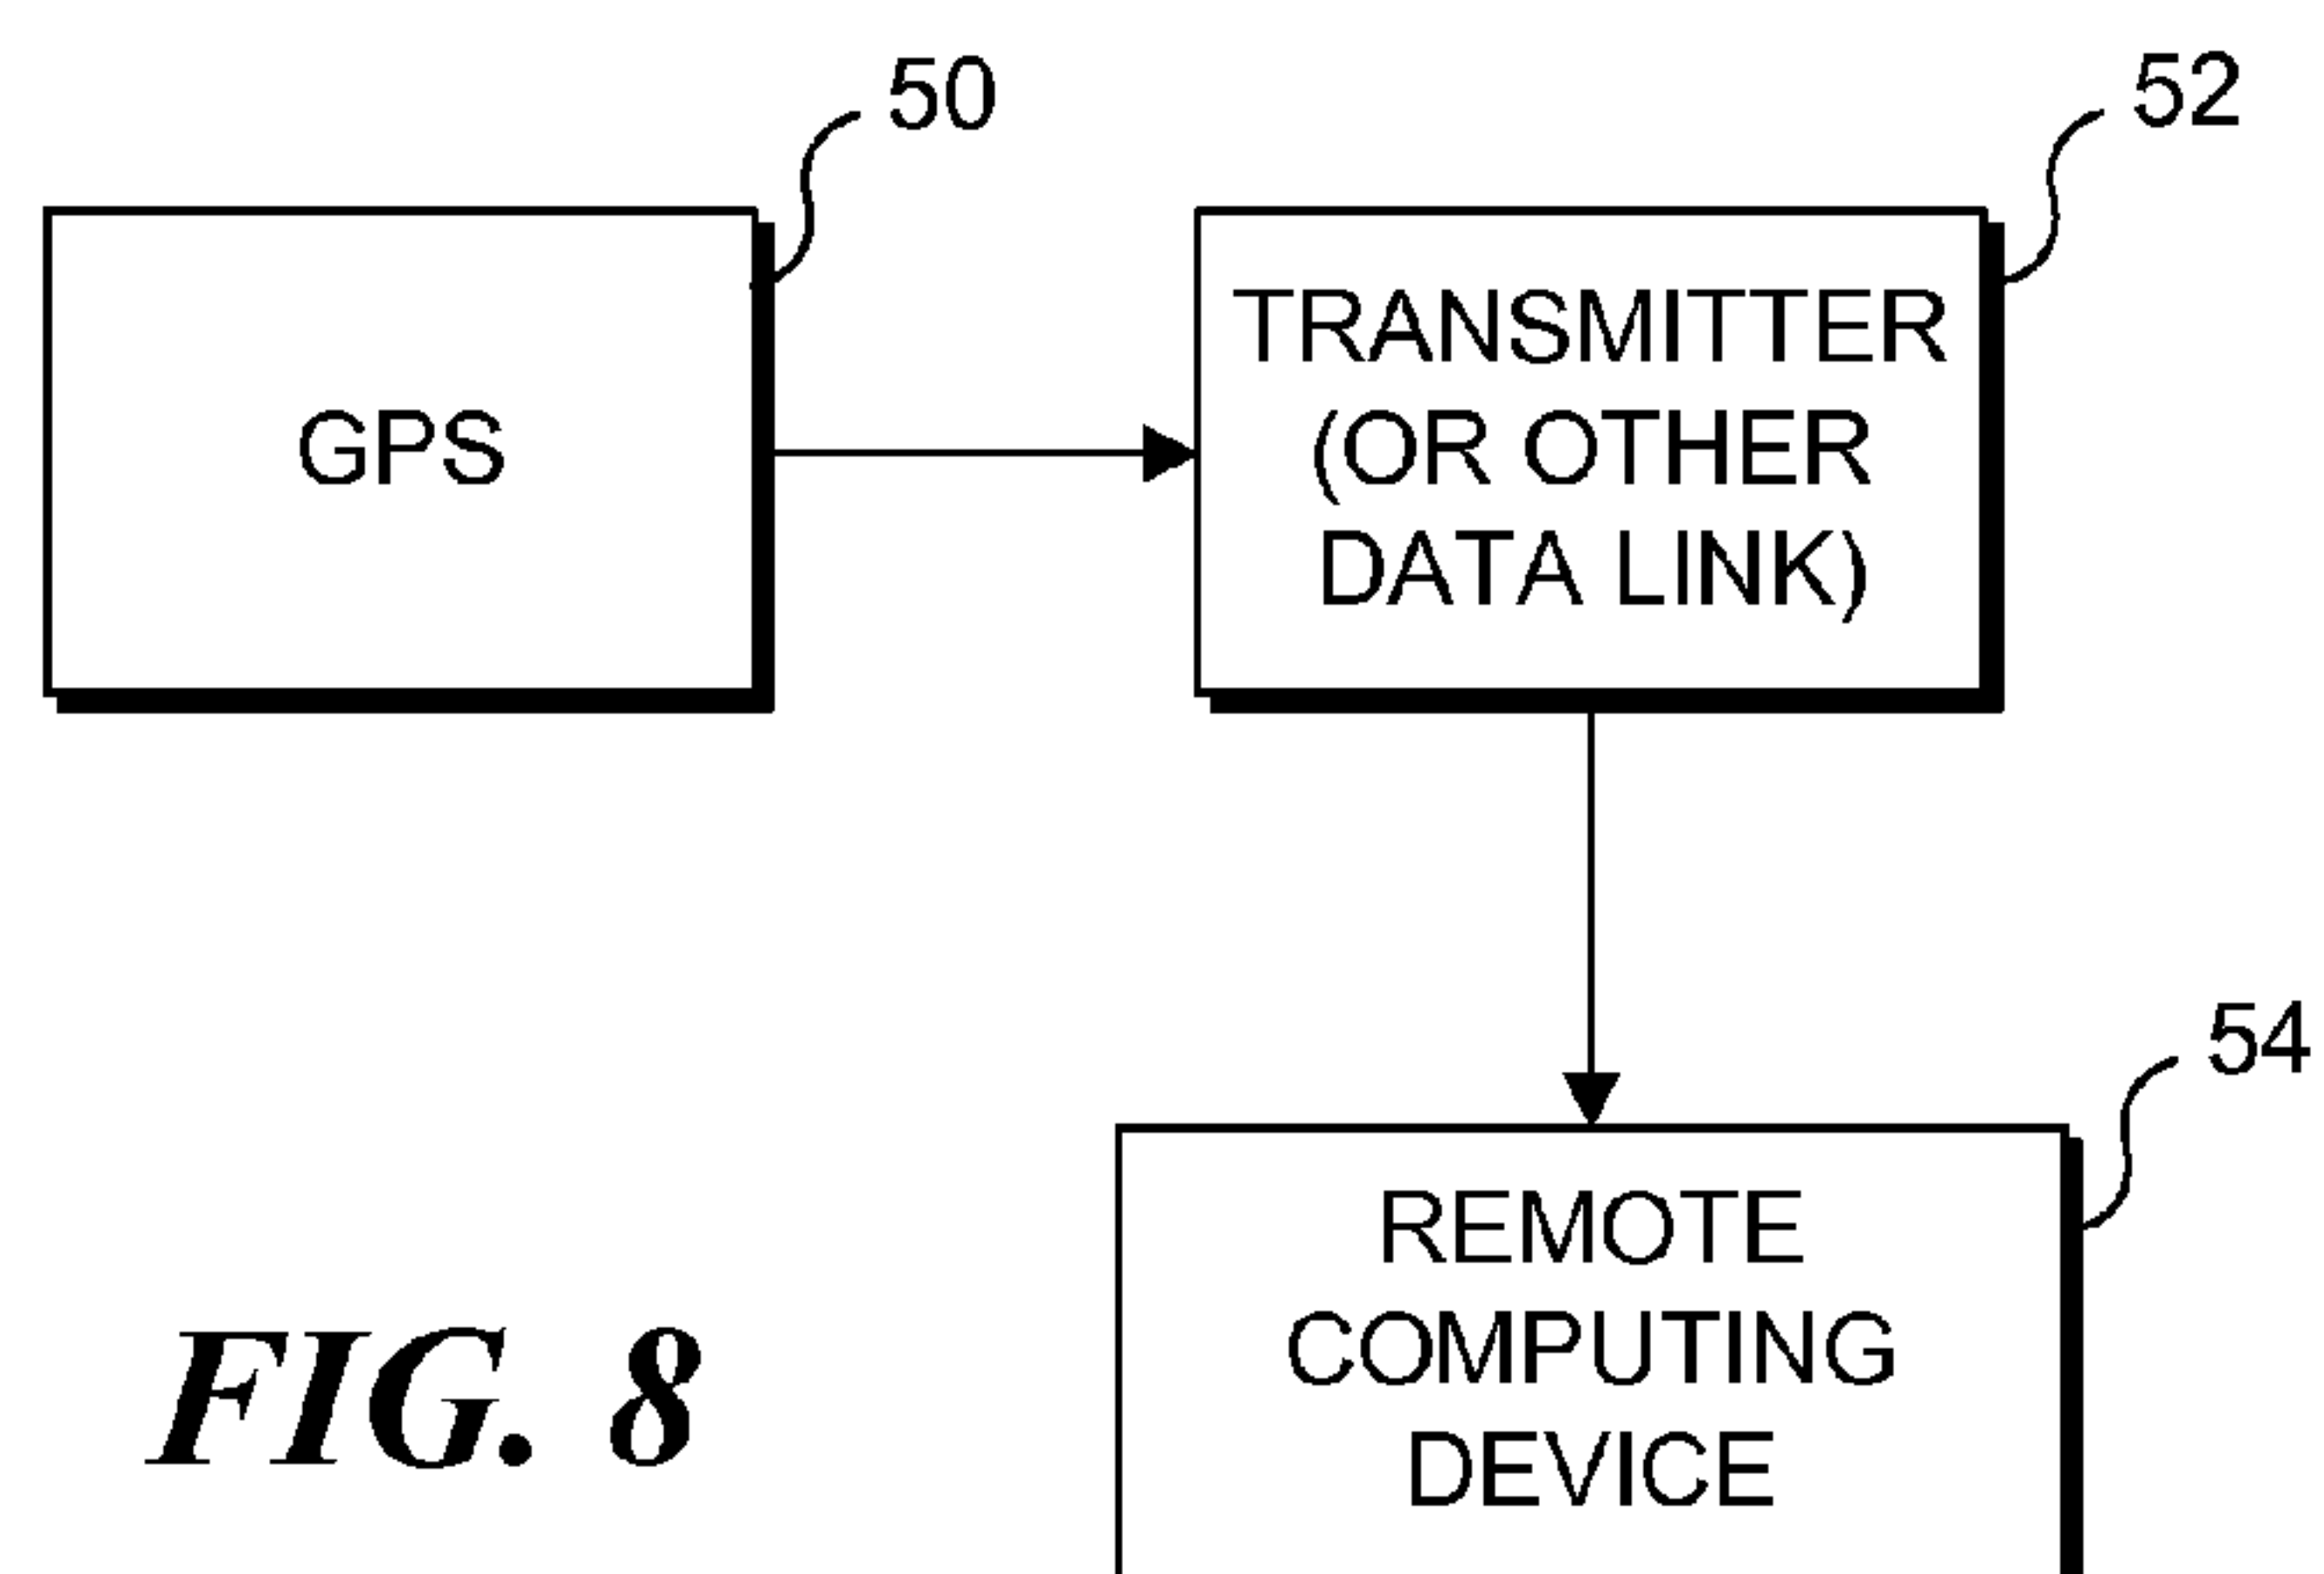 50
52
GPS
TRANSMITTER
(OR OTHER
DATA LINK)
54
REMOTE
COMPUTING
DEVICE
FIG. 8